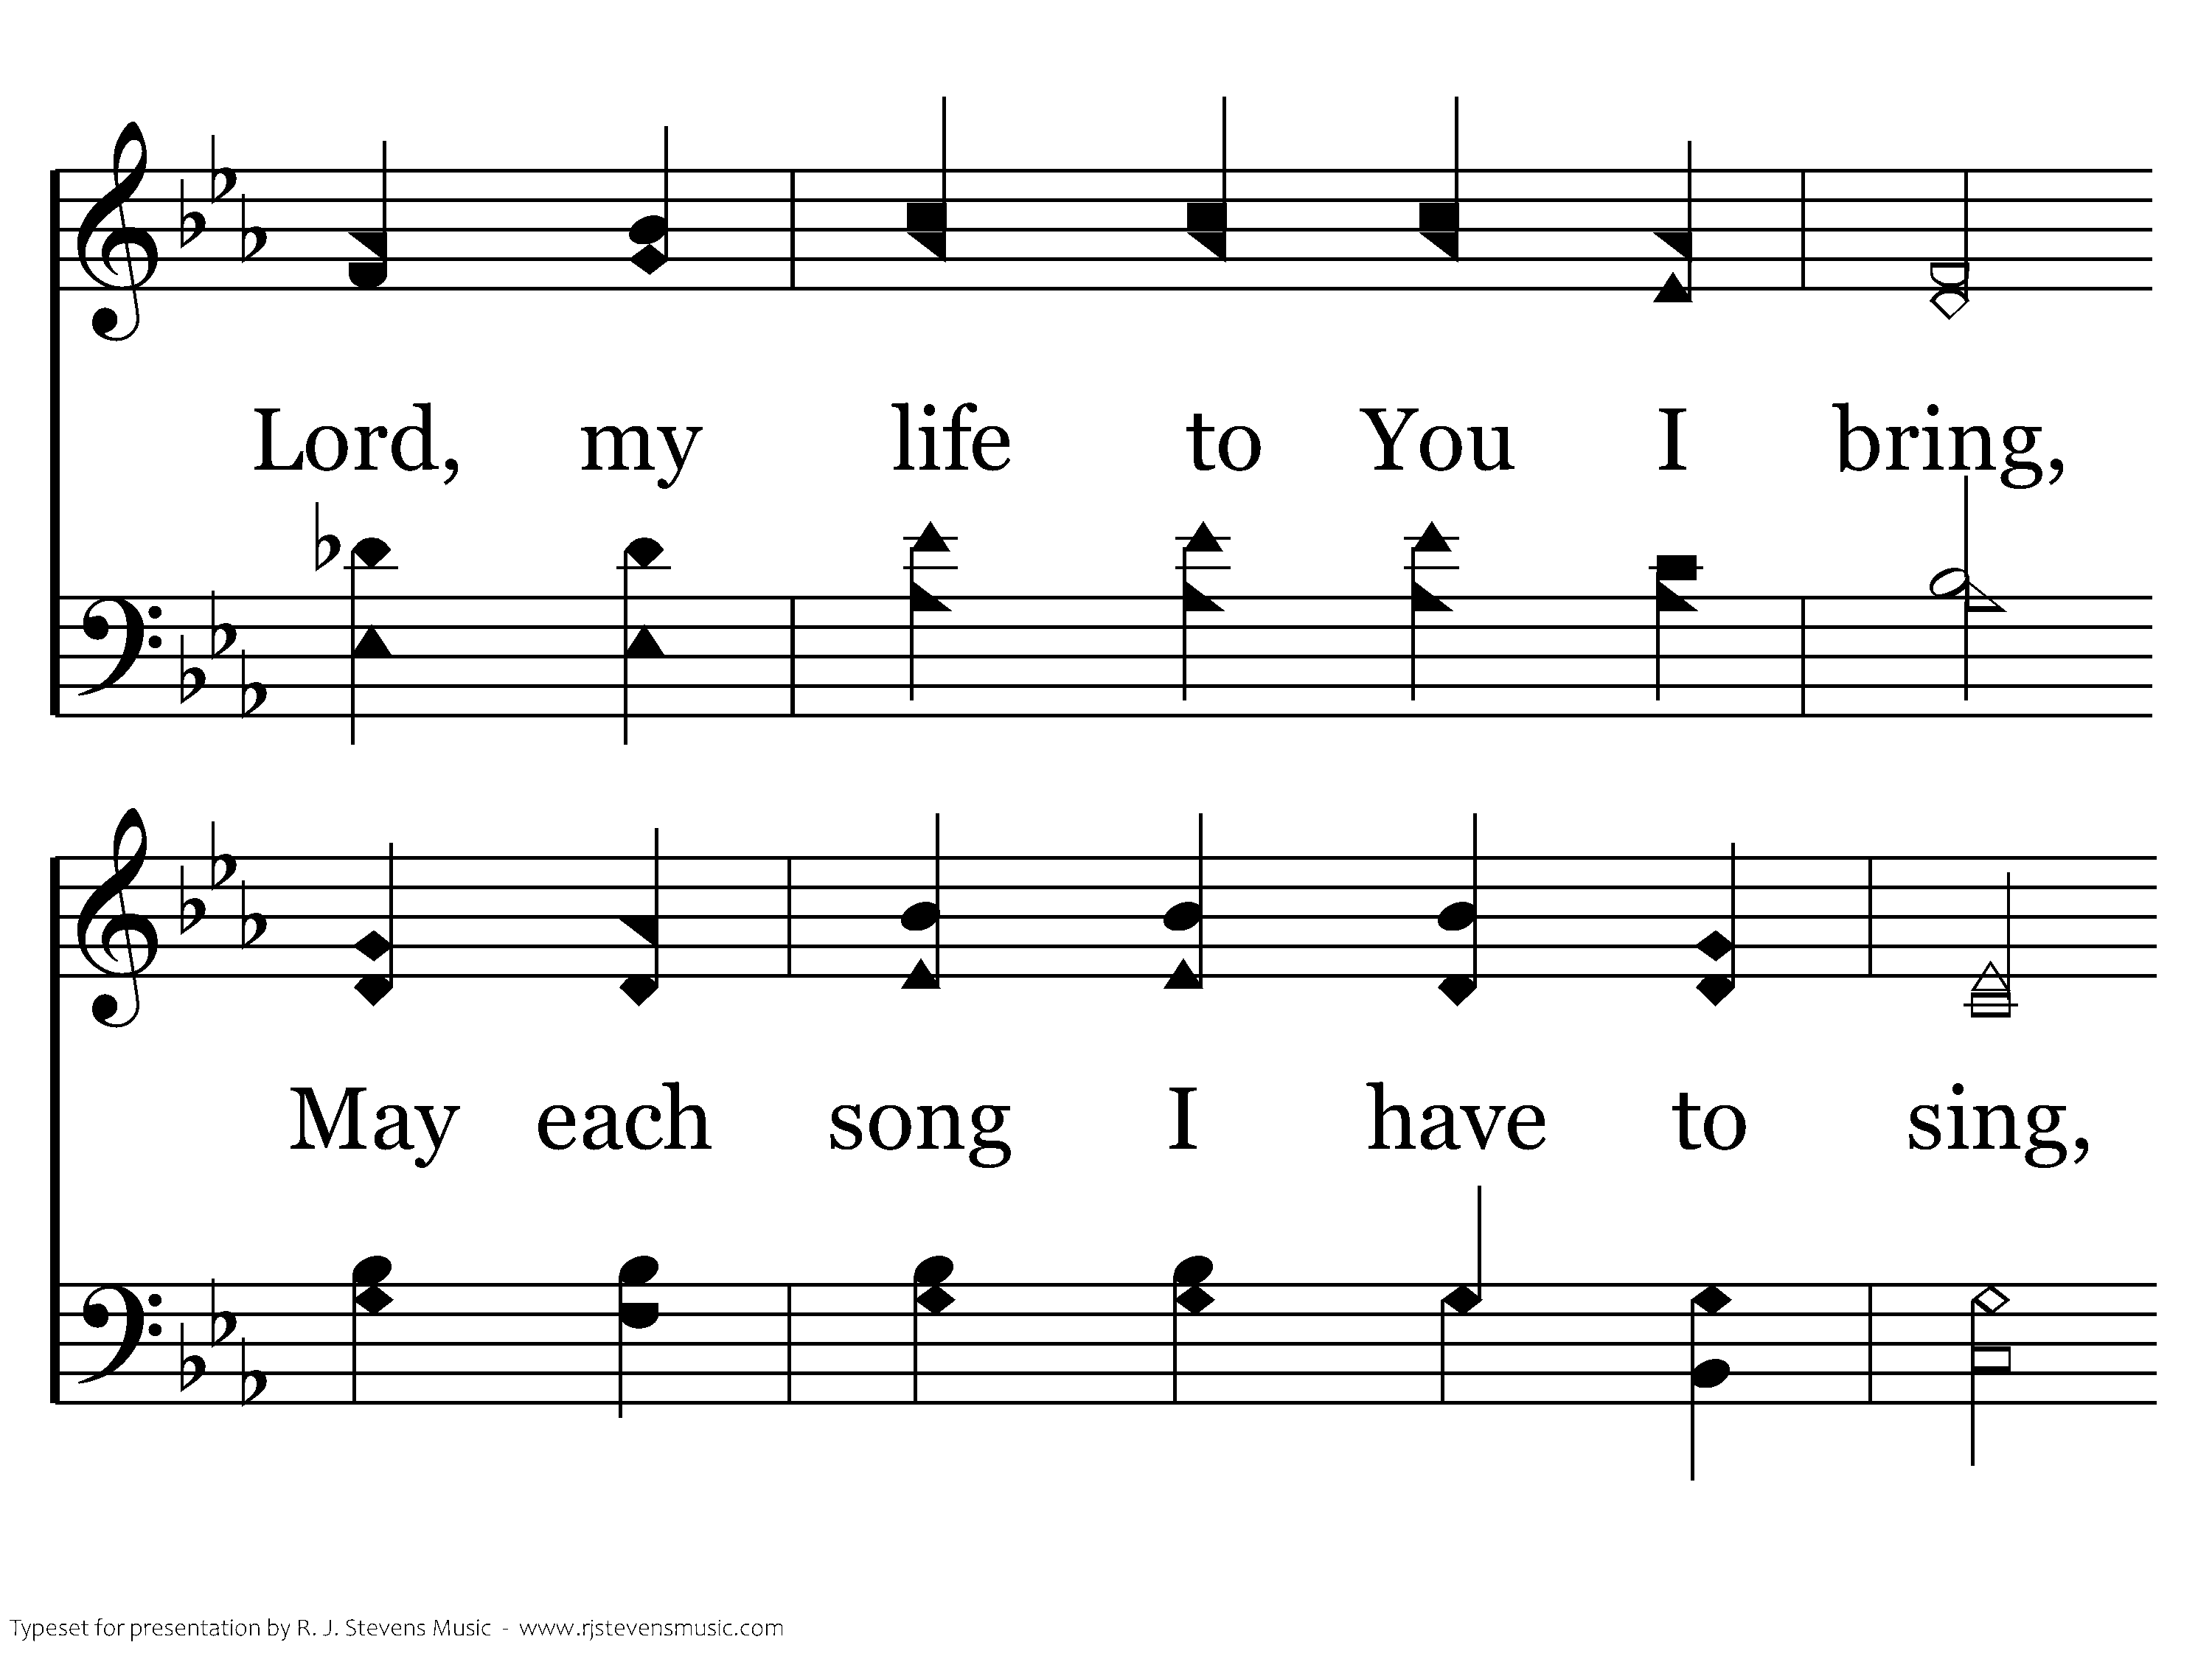 Lord, my life to You I bring,
May each song I have to sing,
Typeset for presentation by R. J. Stevens Music - www.rjstevensmusic.com